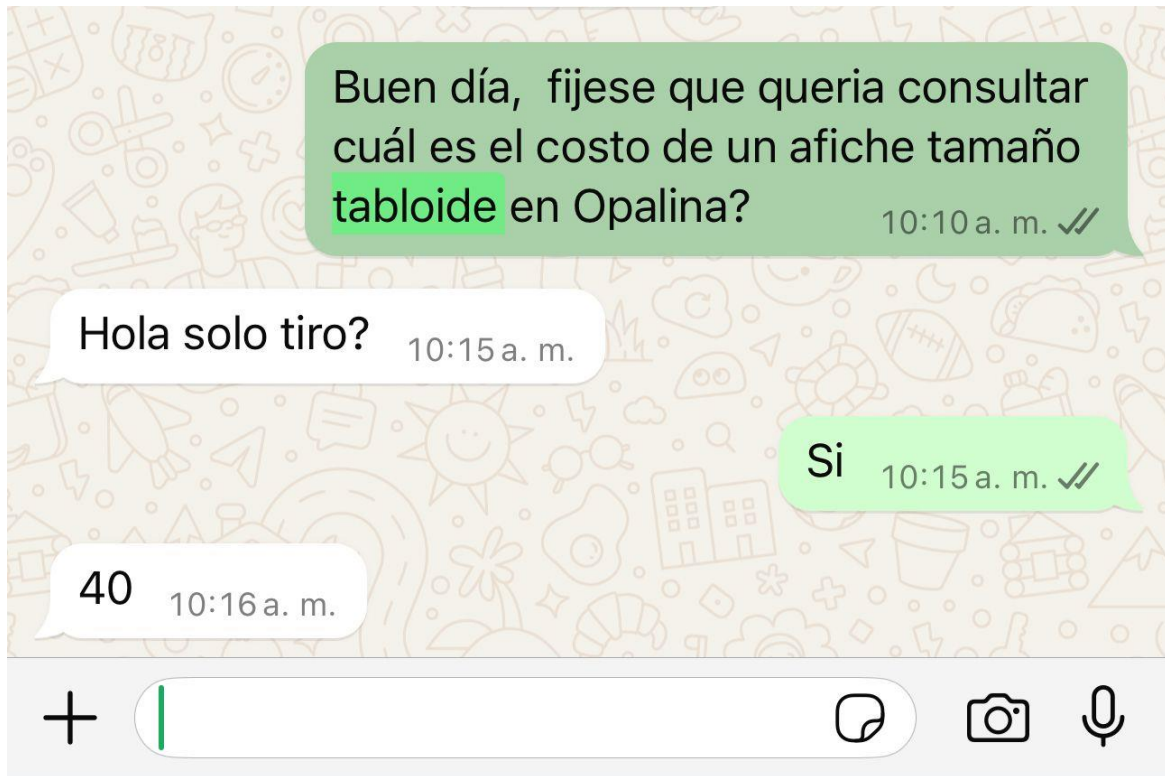 Buen día,  fijese que queria consultar
cuál es el costo de un afiche tamaño
tabloide en Opalina?
10:10 a. m.
Hola solo tiro?
10:15 a. m.
Si
10:15 a. m.
40
10:16 a. m.